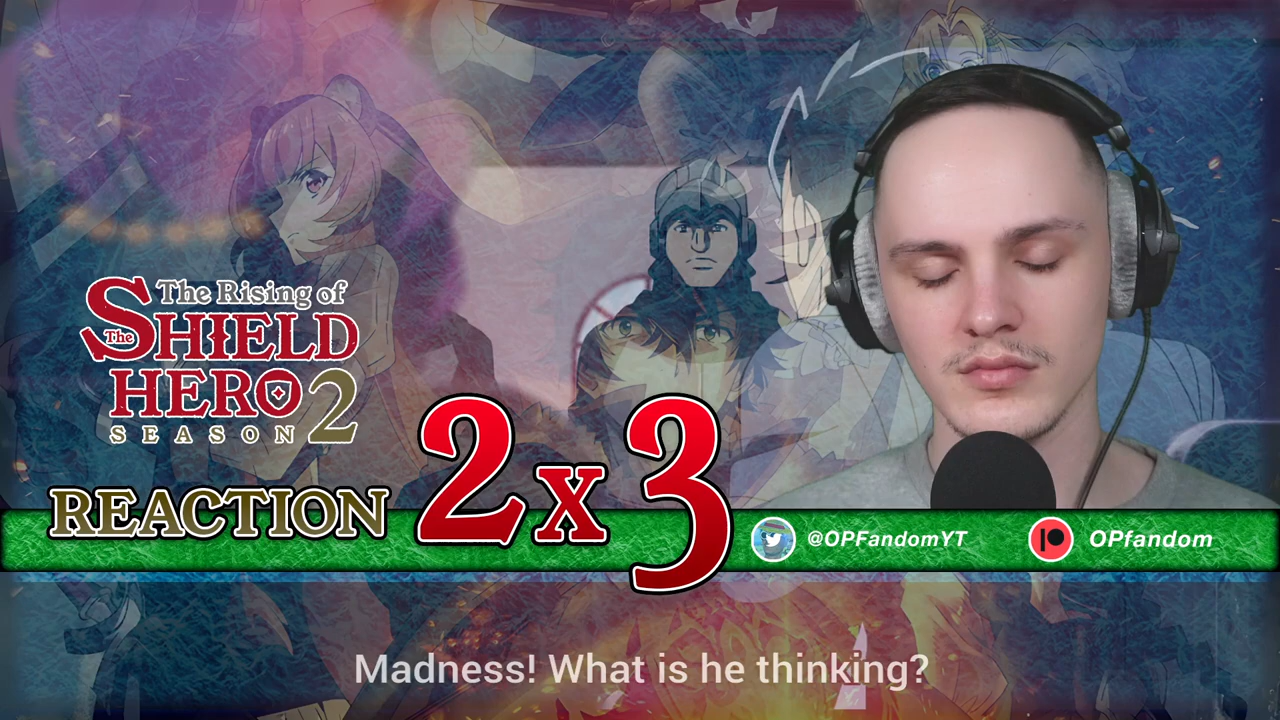 The Rising of
The SHIELD
HERO
SEASON 2
REACTION
2x3
@OPFandomYT
OPfandom
Madness! What is he thinking?